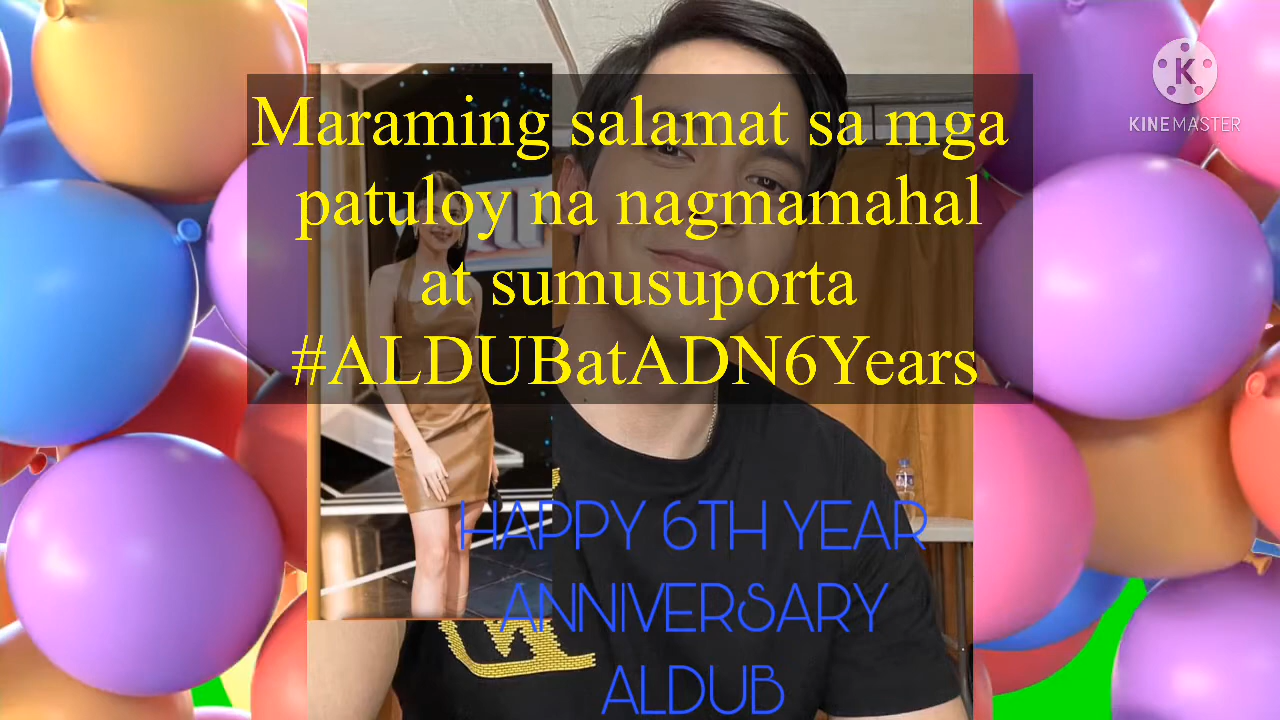 K
KINEMASTER
Maraming salamat sa mga
patuloy na nagmamahal
at sumusuporta
#ALDUBatADN6Years
HAPPY 6TH YEAR
ANNIVERSARY
ALDUB